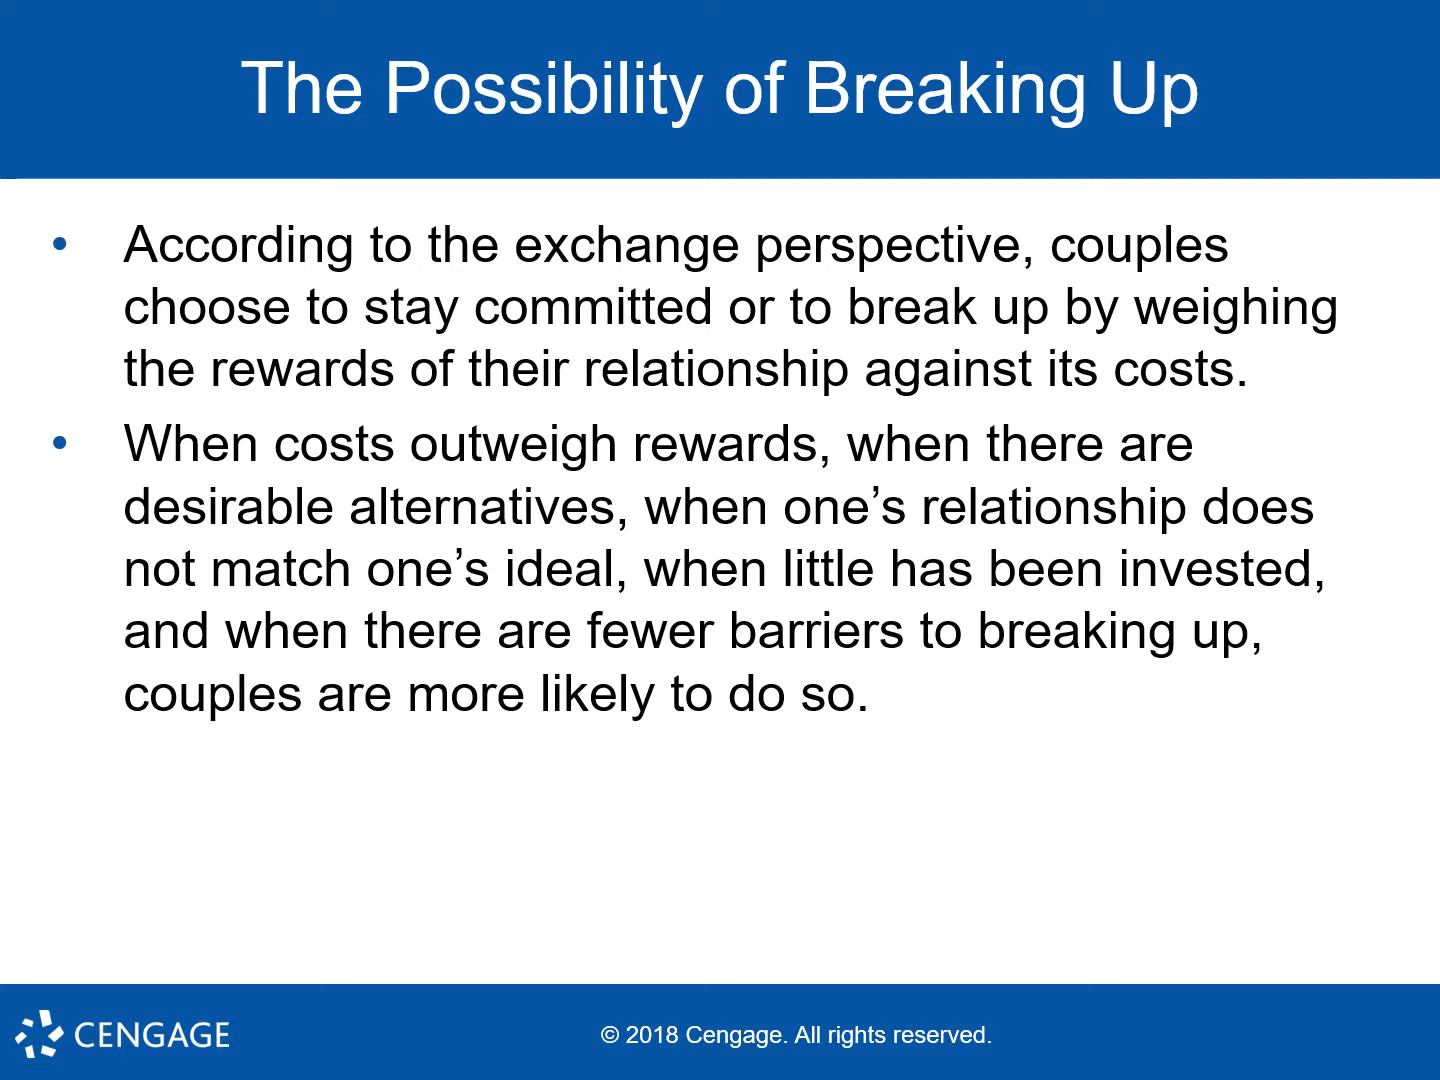 The Possibility of Breaking Up
• According to the exchange perspective, couples
choose to stay committed or to break up by weighing
the rewards of their relationship against its costs.
• When costs outweigh rewards, when there are
desirable alternatives, when one’s relationship does
not match one’s ideal, when little has been invested,
and when there are fewer barriers to breaking up,
couples are more likely to do so.
CENGAGE
© 2018 Cengage. All rights reserved.